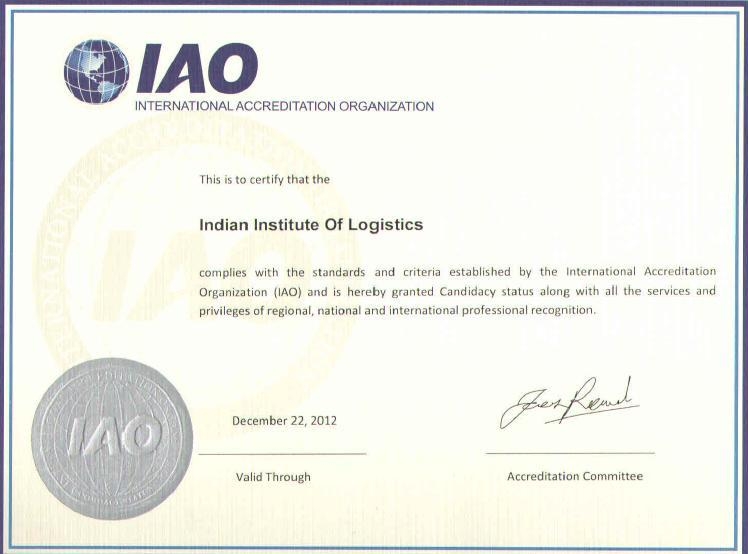 IAO
INTERNATIONAL ACCREDITATION ORGANIZATION
This is to certify that the
Indian Institute Of Logistics
complies with the standards and criteria established by the International Accreditation
Organization (IAO) and is hereby granted Candidacy status along with all the services and
privileges of regional, national and international professional recognition.
IAO
IAO
December 22, 2012
Valid Through
Accreditation Committee